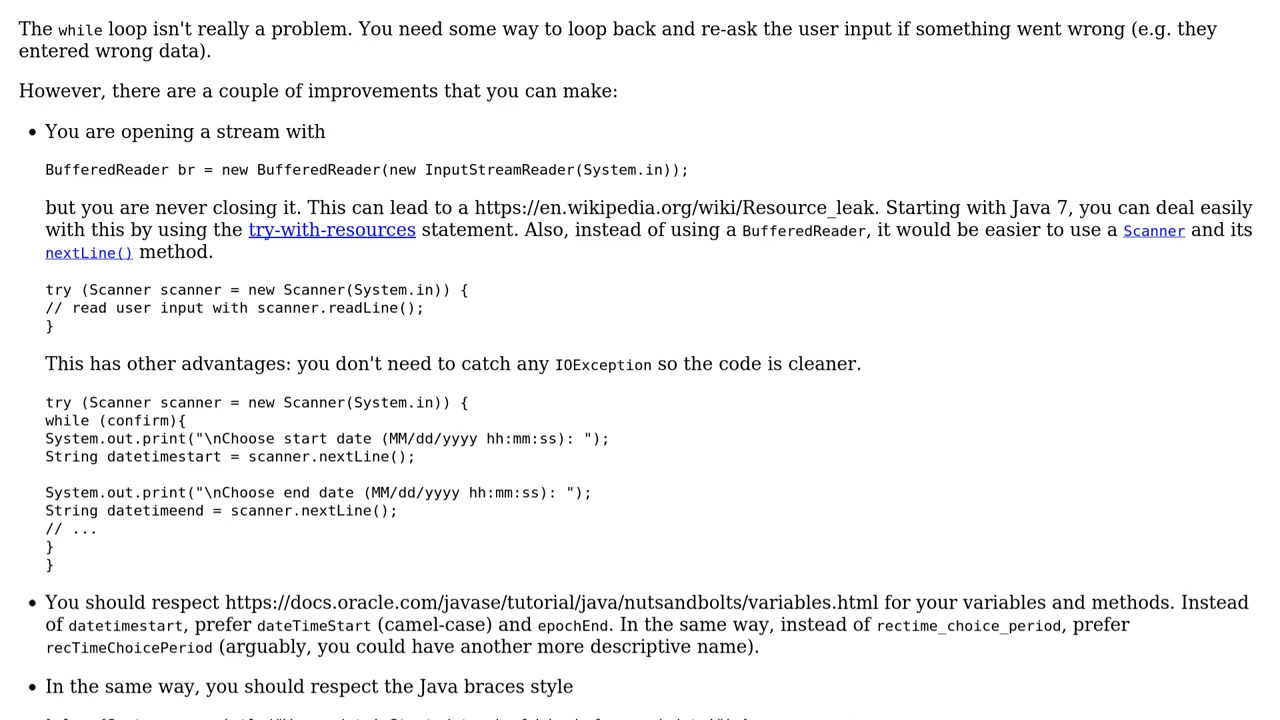 The while loop isn't really a problem. You need some way to loop back and re-ask the user input if something went wrong (e.g. they
entered wrong data).
However, there are a couple of improvements that you can make:
• You are opening a stream with
BufferedReader br = new BufferedReader(new InputStreamReader(System.in));
but you are never closing it. This can lead to a https://en.wikipedia.org/wiki/Resource_leak. Starting with Java 7, you can deal easily
with this by using the try-with-resources statement. Also, instead of using a BufferedReader, it would be easier to use a Scanner and its
nextLine() method.
try (Scanner scanner = new Scanner(System.in)) {
// read user input with scanner.readLine();
}
This has other advantages: you don't need to catch any IOException so the code is cleaner.
try (Scanner scanner = new Scanner(System.in)) {
while (confirm){
System.out.print("\nChoose start date (MM/dd/yyyy hh:mm:ss): ");
String datetimestart = scanner.nextLine();
System.out.print("\nChoose end date (MM/dd/yyyy hh:mm:ss): ");
String datetimeend = scanner.nextLine();
// ...
}
}
• You should respect https://docs.oracle.com/javase/tutorial/java/nutsandbolts/variables.html for your variables and methods. Instead
of datetimestart, prefer dateTimeStart (camel-case) and epochEnd. In the same way, instead of rectime_choice_period, prefer
recTimeChoicePeriod (arguably, you could have another more descriptive name).
• In the same way, you should respect the Java braces style